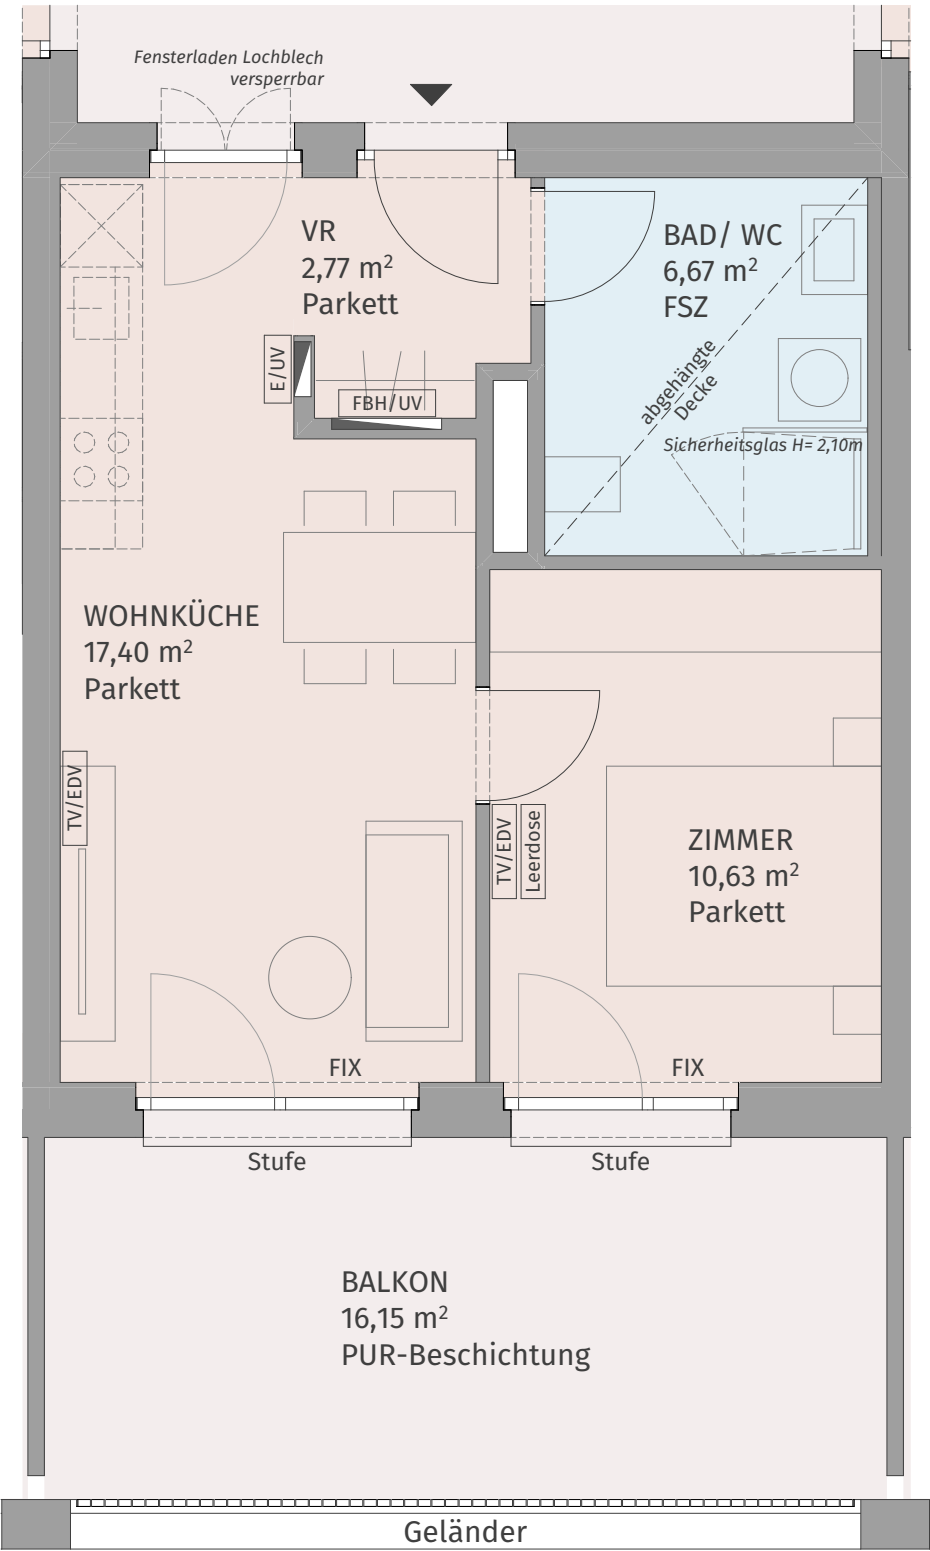 Fensterladen Lochblech
versperrbar
VR
2,77 m²
Parkett
BAD/ WC
6,67 m²
FSZ
E/UV
FBH/UV
abgehängte
Decke
Sicherheitsglas H= 2,10m
WOHNKÜCHE
17,40 m²
Parkett
TV/EDV
TV/EDV
Leerdose
ZIMMER
10,63 m²
Parkett
FIX
FIX
Stufe
Stufe
BALKON
16,15 m²
PUR-Beschichtung
Geländer